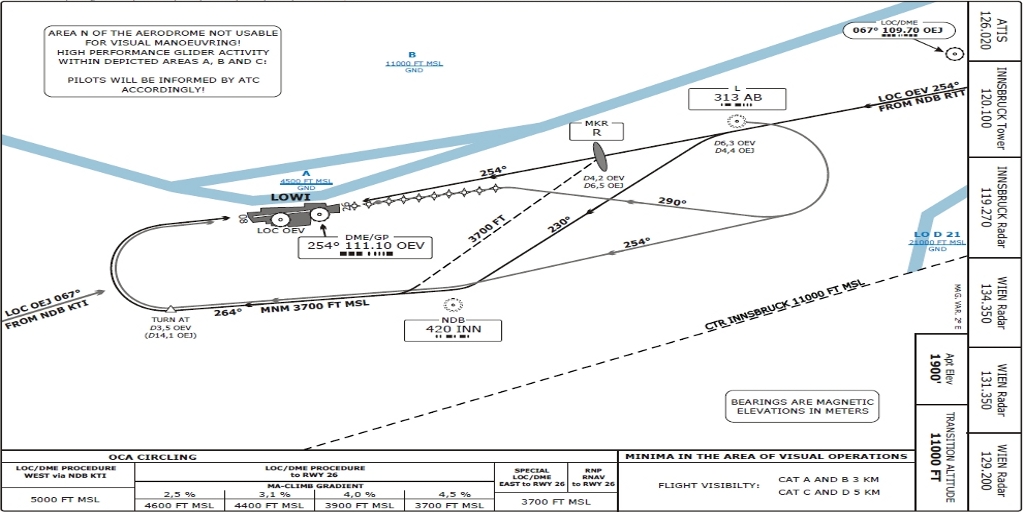 AREA N OF THE AERODROME NOT USABLE
FOR VISUAL MANOEUVRING!
HIGH PERFORMANCE GLIDER ACTIVITY
WITHIN DEPICTED AREAS A, B AND C:
PILOTS WILL BE INFORMED BY ATC
ACCORDINGLY!
B
11000 FT MSL
GND
LOC/DME
067° 109.70 OEJ
L
313 AB
LOC OEV 254°
FROM NDB RTT
MKR
R
D6,3 OEV
D4,4 OEJ
D4,2 OEV
D6,5 OEJ
A
4500 FT MSL
GND
254°
LOWI
08
26
LOC OEV
290°
DME/GP
254° 111.10 OEV
3700 FT
230°
254°
LO D 21
21000 FT MSL
GND
LOC OEJ 067°
FROM NDB KTI
264°
MNM 3700 FT MSL
TURN AT
D3,5 OEV
(D14,1 OEJ)
NDB
420 INN
CTR INNSBRUCK 11000 FT MSL
MAG. VAR. 2° E
BEARINGS ARE MAGNETIC
ELEVATIONS IN METERS
ATIS
126.020
INNSBRUCK Tower
120.100
INNSBRUCK Radar
119.270
WIEN Radar
134.350
WIEN Radar
131.350
WIEN Radar
129.200
Apt Elev
1900'
TRANSITION ALTITUDE
11000 FT
OCA CIRCLING
LOC/DME PROCEDURE
WEST via NDB KTI
5000 FT MSL
LOC/DME PROCEDURE
to RWY 26
MA-CLIMB GRADIENT
2,5 % 3,1 % 4,0 % 4,5 %
4600 FT MSL 4400 FT MSL 3900 FT MSL 3700 FT MSL
SPECIAL
LOC/DME
EAST to RWY 26
RNP
RNAV
to RWY 26
3700 FT MSL
MINIMA IN THE AREA OF VISUAL OPERATIONS
FLIGHT VISIBILTY:
CAT A AND B 3 KM
CAT C AND D 5 KM